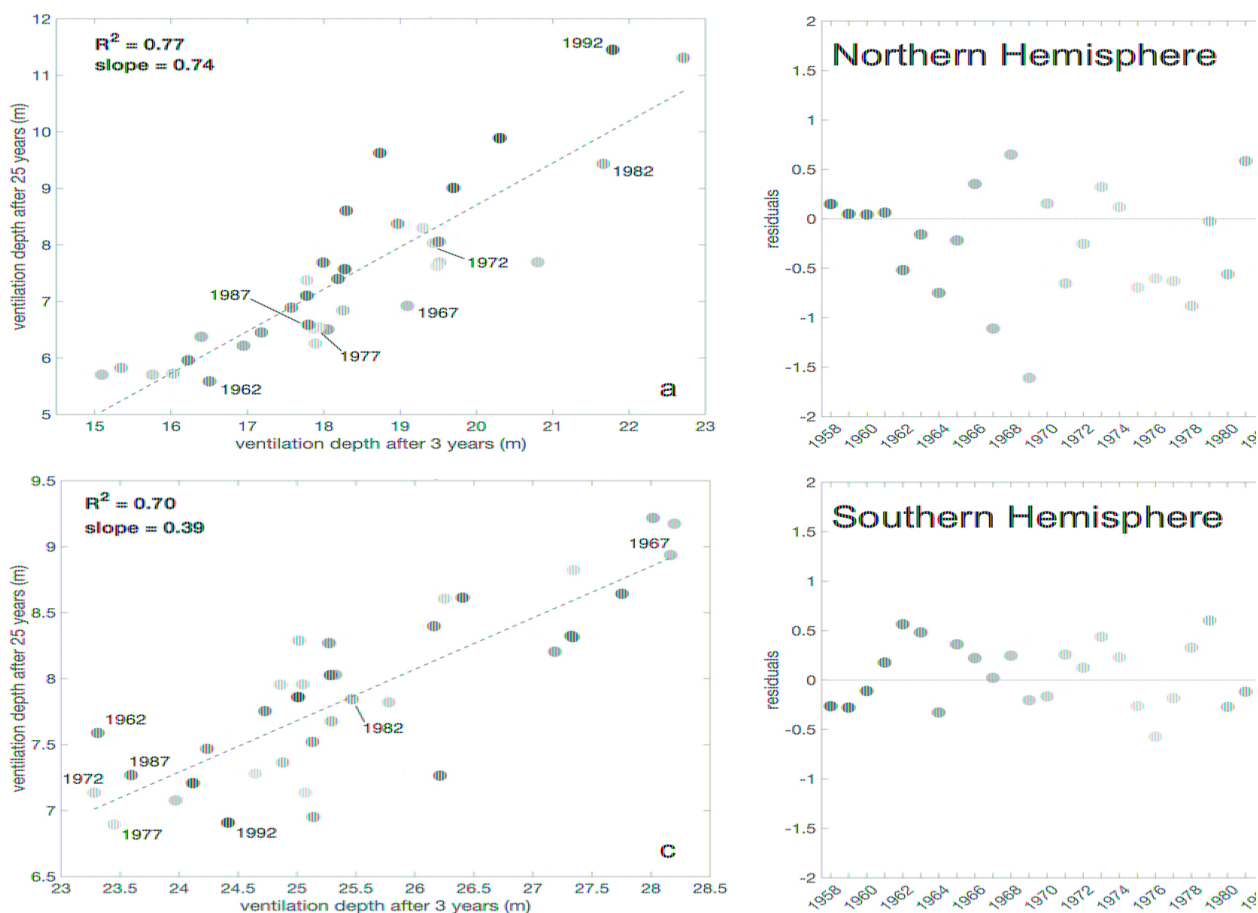 12
11
10
9
8
7
6
5
ventilation depth after 25 years (m)
R² = 0.77
slope = 0.74
1992
1982
1972
1987
1967
1977
1962
a
15 16 17 18 19 20 21 22 23
ventilation depth after 3 years (m)
Northern Hemisphere
2
1.5
1
0.5
0
-0.5
-1
-1.5
-2
residuals
1958 1960 1962 1964 1966 1968 1970 1972 1974 1976 1978 1980
9.5
9
8.5
8
7.5
7
6.5
ventilation depth after 25 years (m)
R² = 0.70
slope = 0.39
1967
1962
1982
1987
1972
1977
1992
c
23 23.5 24 24.5 25 25.5 26 26.5 27 27.5 28 28.5
ventilation depth after 3 years (m)
Southern Hemisphere
2
1.5
1
0.5
0
-0.5
-1
-1.5
-2
residuals
1958 1960 1962 1964 1966 1968 1970 1972 1974 1976 1978 1980